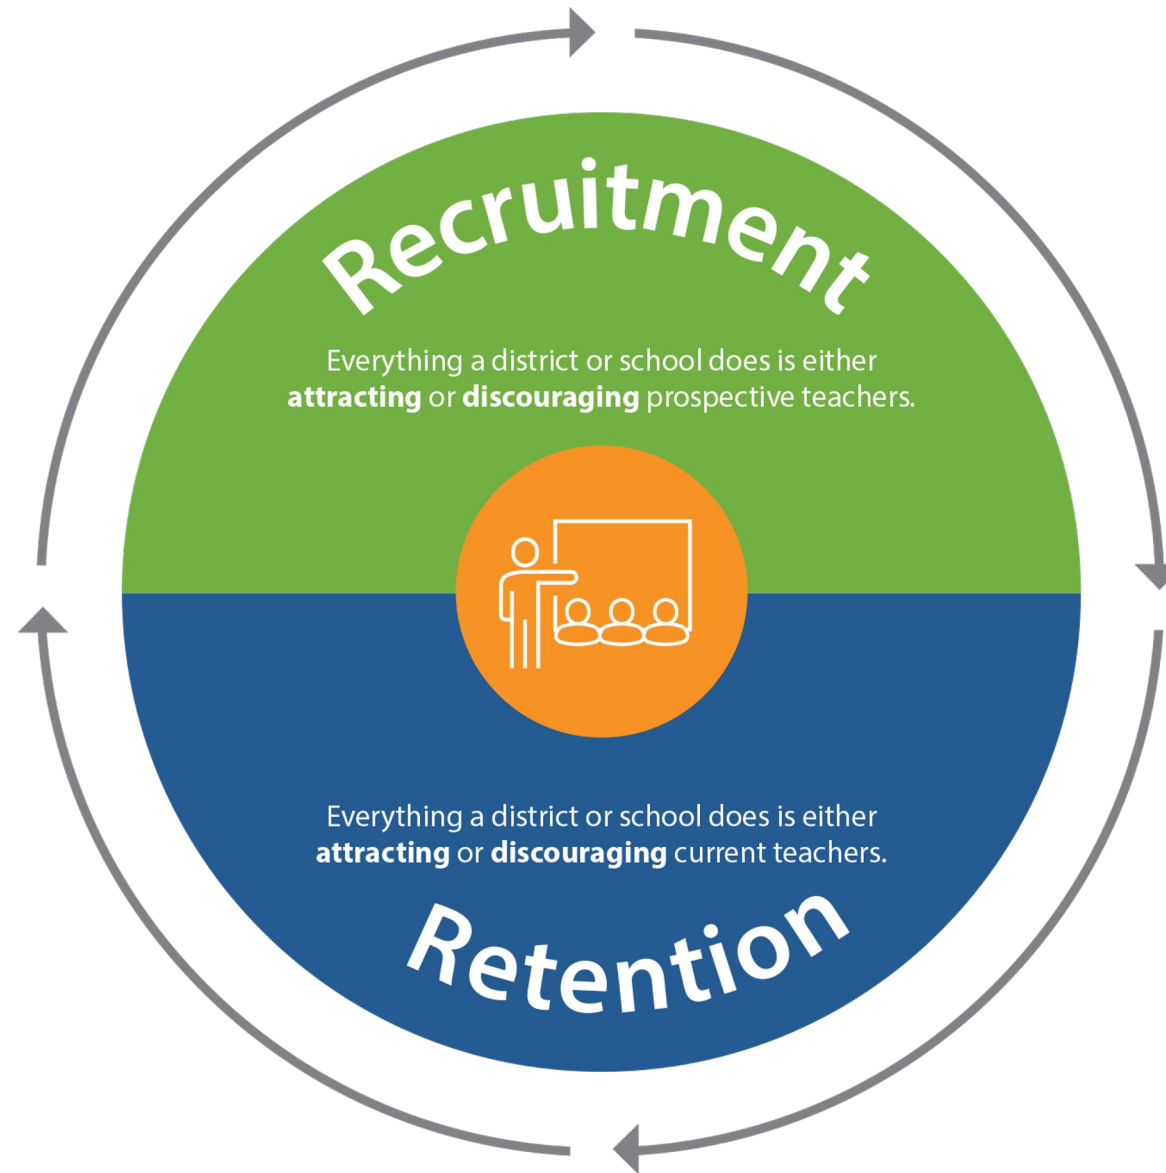 Recruitment
Everything a district or school does is either
attracting or discouraging prospective teachers.
Everything a district or school does is either
attracting or discouraging current teachers.
Retention